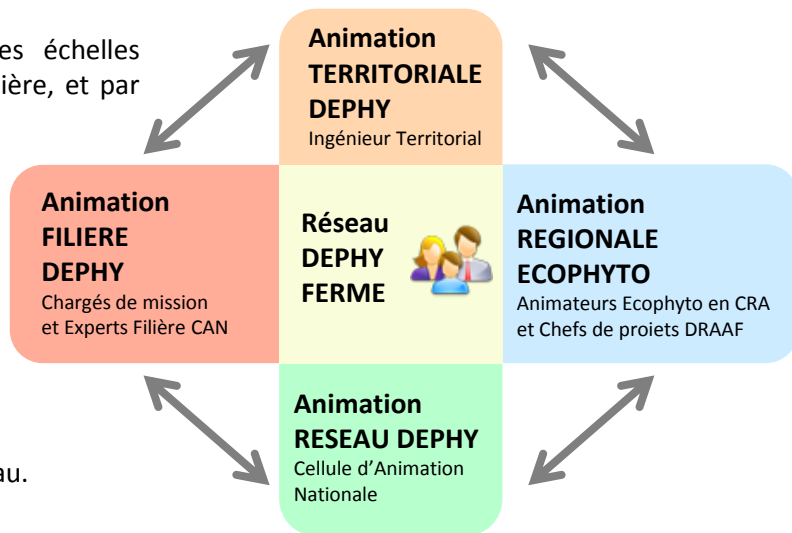 es échelles
ière, et par
Animation
TERRITORIALE
DEPHY
Ingénieur Territorial
Animation
FILIERE
DEPHY
Chargés de mission
et Experts Filière CAN
Réseau
DEPHY
FERME
Animation
REGIONALE
ECOPHYTO
Animateurs Ecophyto en CRA
et Chefs de projets DRAAF
Animation
RESEAU DEPHY
Cellule d’Animation
Nationale
au.